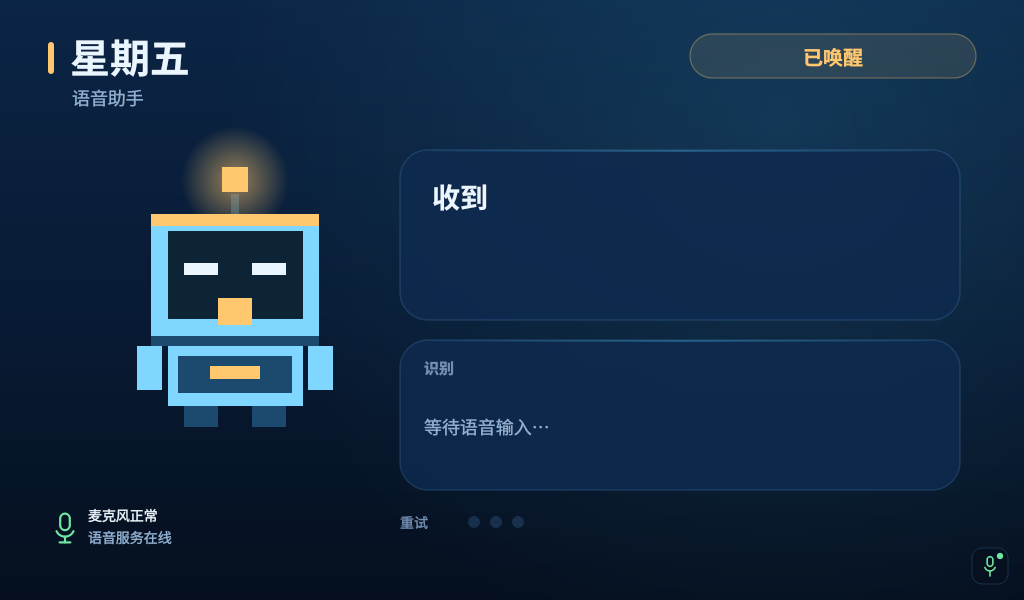 星期五
语音助手
已唤醒
收到
识别
等待语音输入…
麦克风正常
语音服务在线
重试